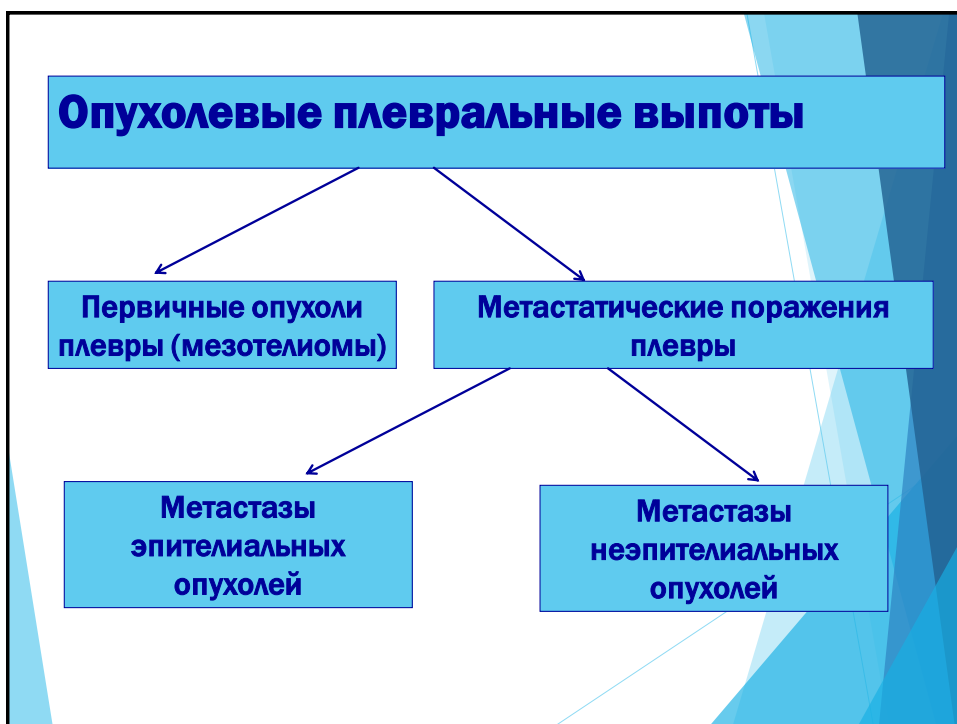 Опухолевые плевральные выпоты
Первичные опухоли
плевры (мезотелиомы)
Метастатические поражения
плевры
Метастазы
эпителиальных
опухолей
Метастазы
неэпителиальных
опухолей